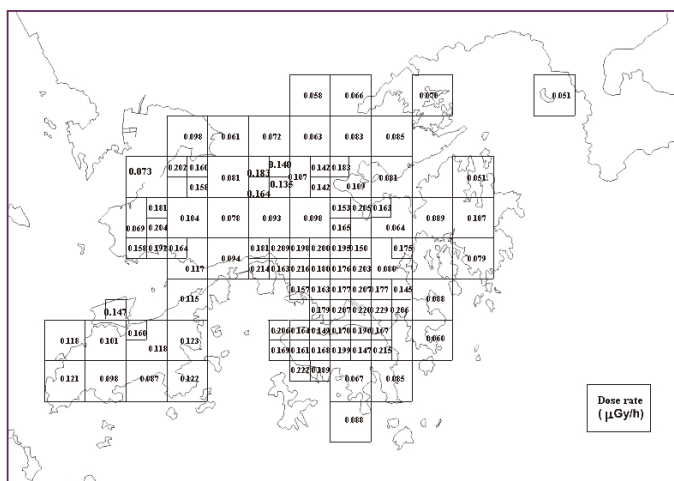 0.058 0.066 0.070 0.051
0.098 0.061 0.072 0.063 0.083 0.085
0.073 0.202 0.160 0.081 0.183 0.140 0.107 0.142 0.183 0.081 0.051
0.158 0.164 0.135 0.142 0.109
0.181 0.104 0.078 0.093 0.098 0.153 0.205 0.163 0.089 0.107
0.069 0.204 0.165 0.064
0.158 0.192 0.164 0.094 0.181 0.209 0.198 0.200 0.195 0.150 0.175 0.079
0.117 0.214 0.163 0.216 0.180 0.176 0.203 0.080
0.115 0.157 0.163 0.177 0.207 0.177 0.145 0.088
0.147 0.179 0.207 0.220 0.229 0.206
0.118 0.101 0.160 0.118 0.123 0.206 0.164 0.149 0.170 0.196 0.167 0.060
0.169 0.161 0.168 0.199 0.147 0.215
0.121 0.098 0.087 0.122 0.222 0.189 0.067 0.085
0.088
Dose rate
( μGy/h)